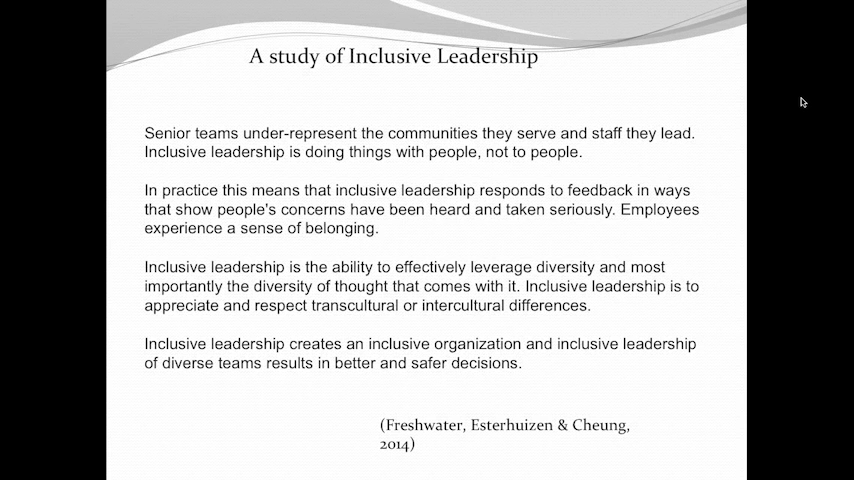 A study of Inclusive Leadership
Senior teams under-represent the communities they serve and staff they lead.
Inclusive leadership is doing things with people, not to people.
In practice this means that inclusive leadership responds to feedback in ways
that show people's concerns have been heard and taken seriously. Employees
experience a sense of belonging.
Inclusive leadership is the ability to effectively leverage diversity and most
importantly the diversity of thought that comes with it. Inclusive leadership is to
appreciate and respect transcultural or intercultural differences.
Inclusive leadership creates an inclusive organization and inclusive leadership
of diverse teams results in better and safer decisions.
(Freshwater, Esterhuizen & Cheung,
2014)